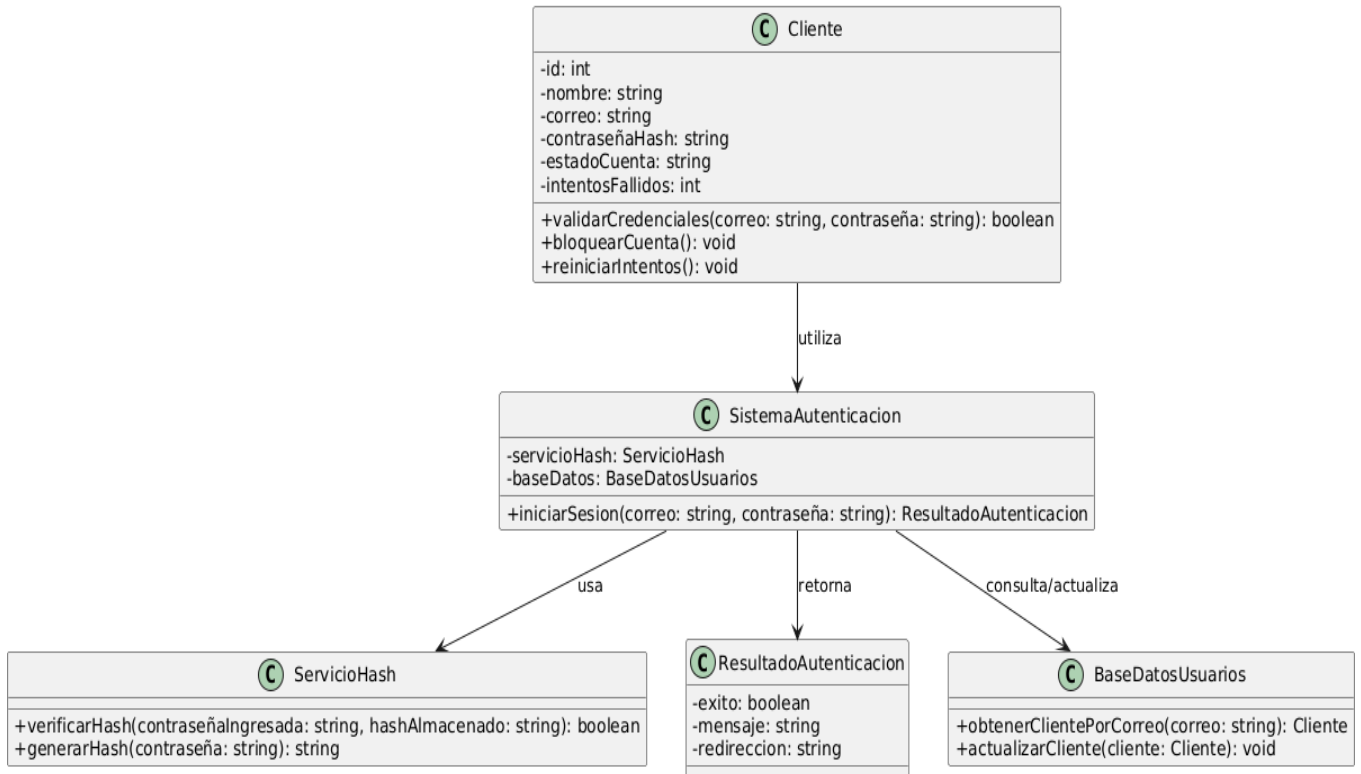 C Cliente
-id: int
-nombre: string
-correo: string
-contraseñaHash: string
-estadoCuenta: string
-intentosFallidos: int
+validarCredenciales(correo: string, contraseña: string): boolean
+bloquearCuenta(): void
+reiniciarIntentos(): void
utiliza
C SistemaAutenticacion
-servicioHash: ServicioHash
-baseDatos: BaseDatosUsuarios
+iniciarSesion(correo: string, contraseña: string): ResultadoAutenticacion
usa
retorna
consulta/actualiza
C ServicioHash
+verificarHash(contraseñaIngresada: string, hashAlmacenado: string): boolean
+generarHash(contraseña: string): string
C ResultadoAutenticacion
-exito: boolean
-mensaje: string
-redireccion: string
C BaseDatosUsuarios
+obtenerClientePorCorreo(correo: string): Cliente
+actualizarCliente(cliente: Cliente): void